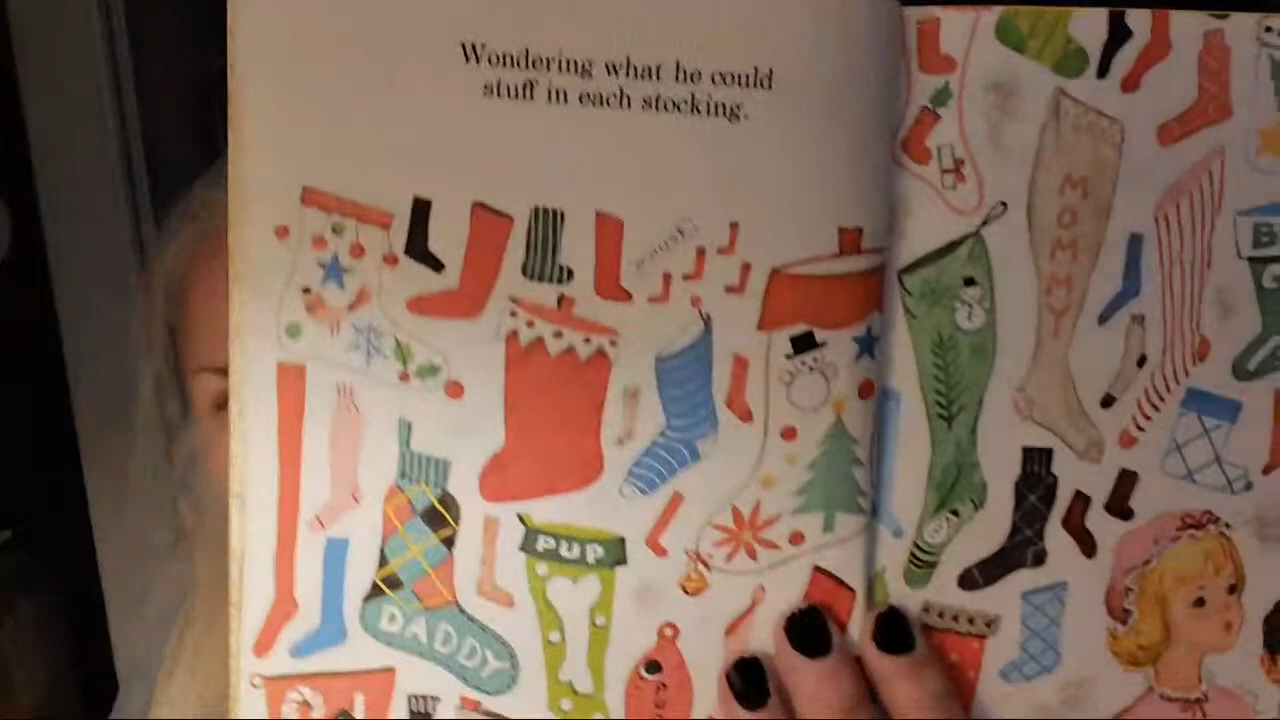 Wondering what he could
stuff in each stocking.
MOMMY
PUP
DADDY